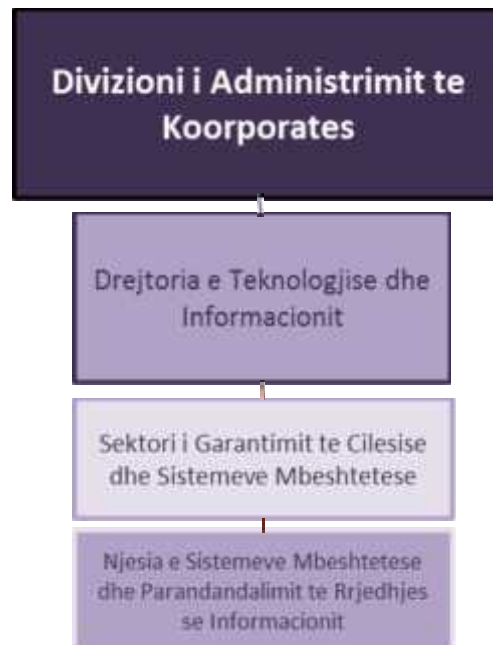 Divizioni i Administrimit te
Koorporates
Drejtoria e Teknologjise dhe
Informacionit
Sektori i Garantimit te Cilesise
dhe Sistemeve Mbeshtetese
Njesia e Sistemeve Mbeshtetese
dhe Parandandalimit te Rrjedhjes
se Informacionit